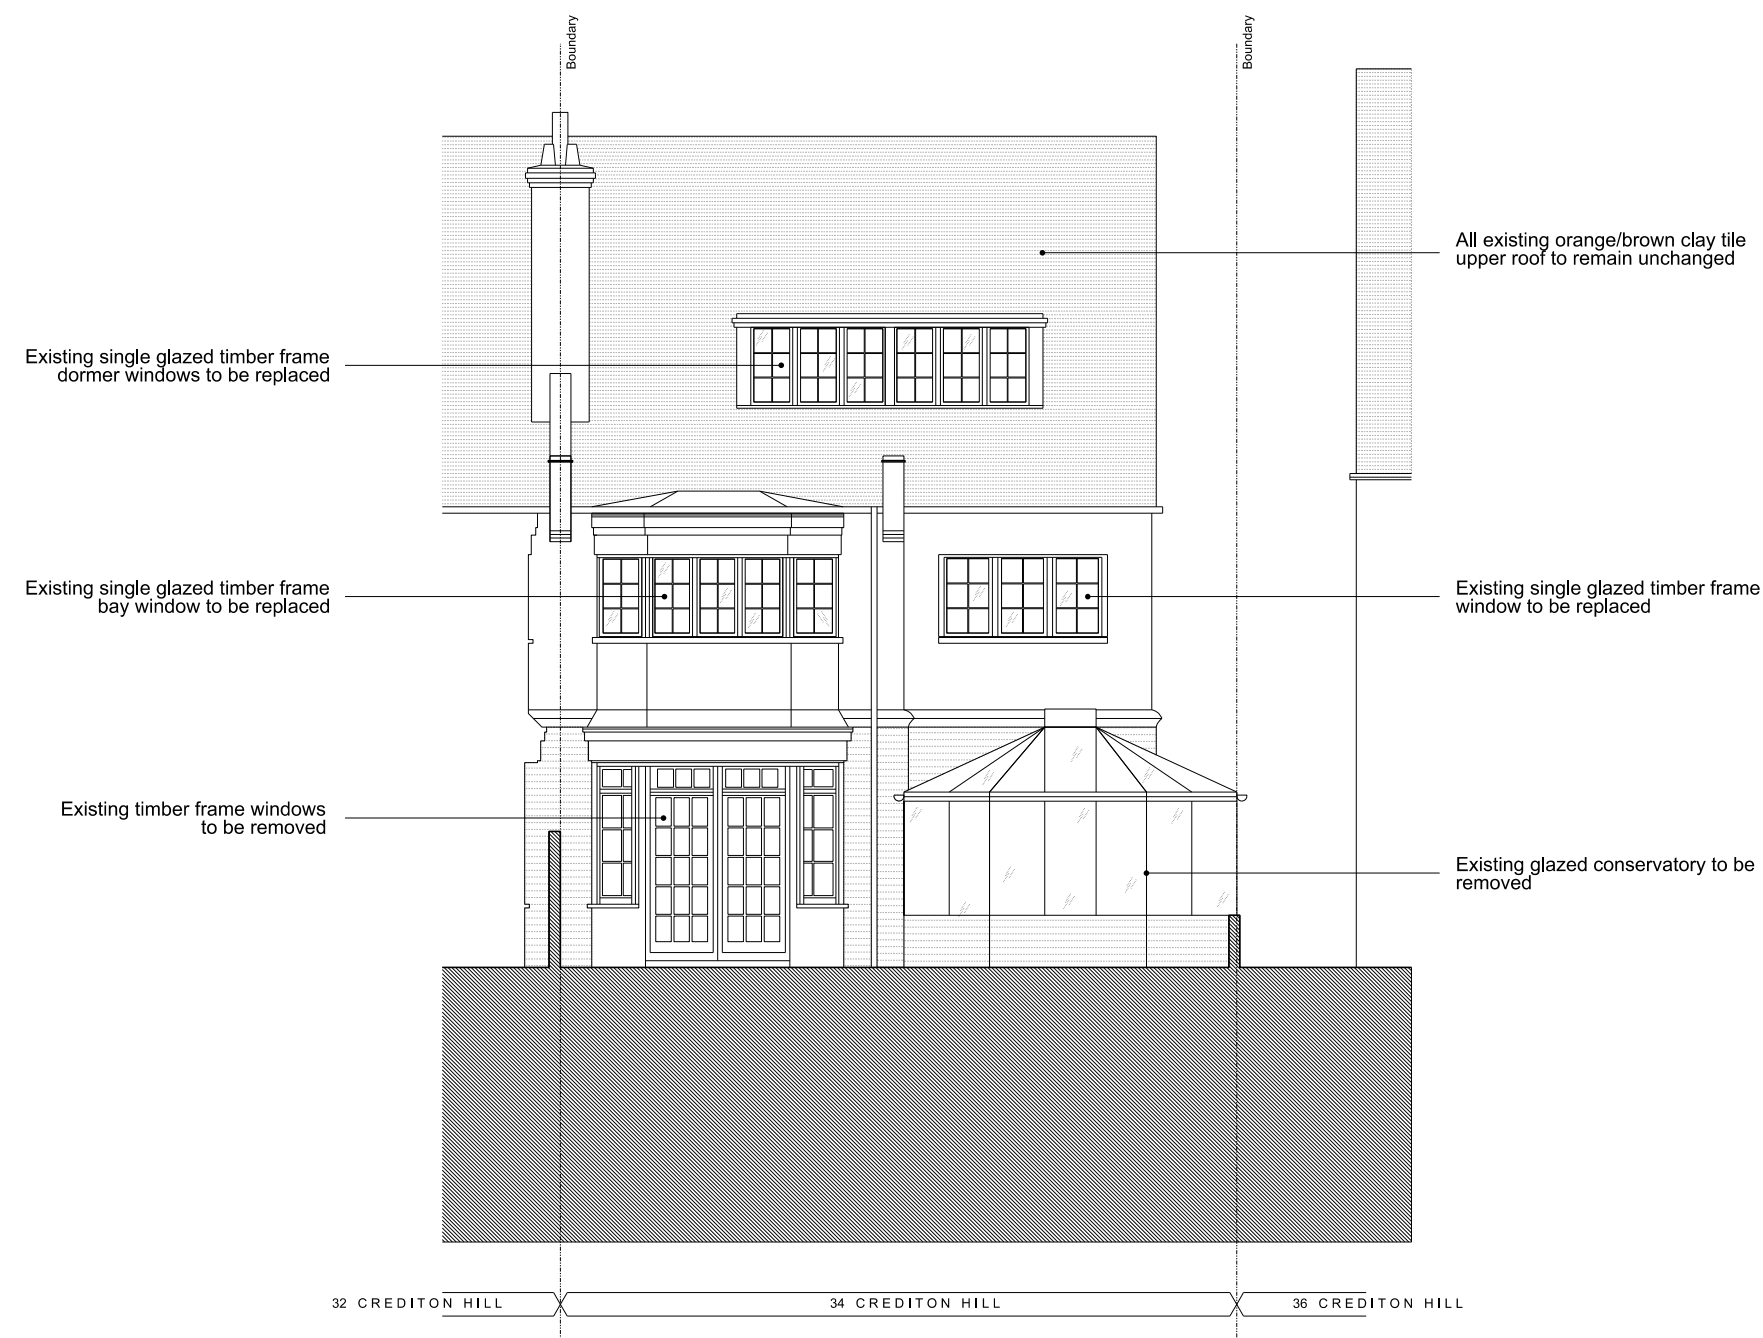 Boundary
Boundary
All existing orange/brown clay tile
upper roof to remain unchanged
Existing single glazed timber frame
dormer windows to be replaced
Existing single glazed timber frame
bay window to be replaced
Existing single glazed timber frame
window to be replaced
Existing timber frame windows
to be removed
Existing glazed conservatory to be
removed
32 CREDITON HILL
34 CREDITON HILL
36 CREDITON HILL